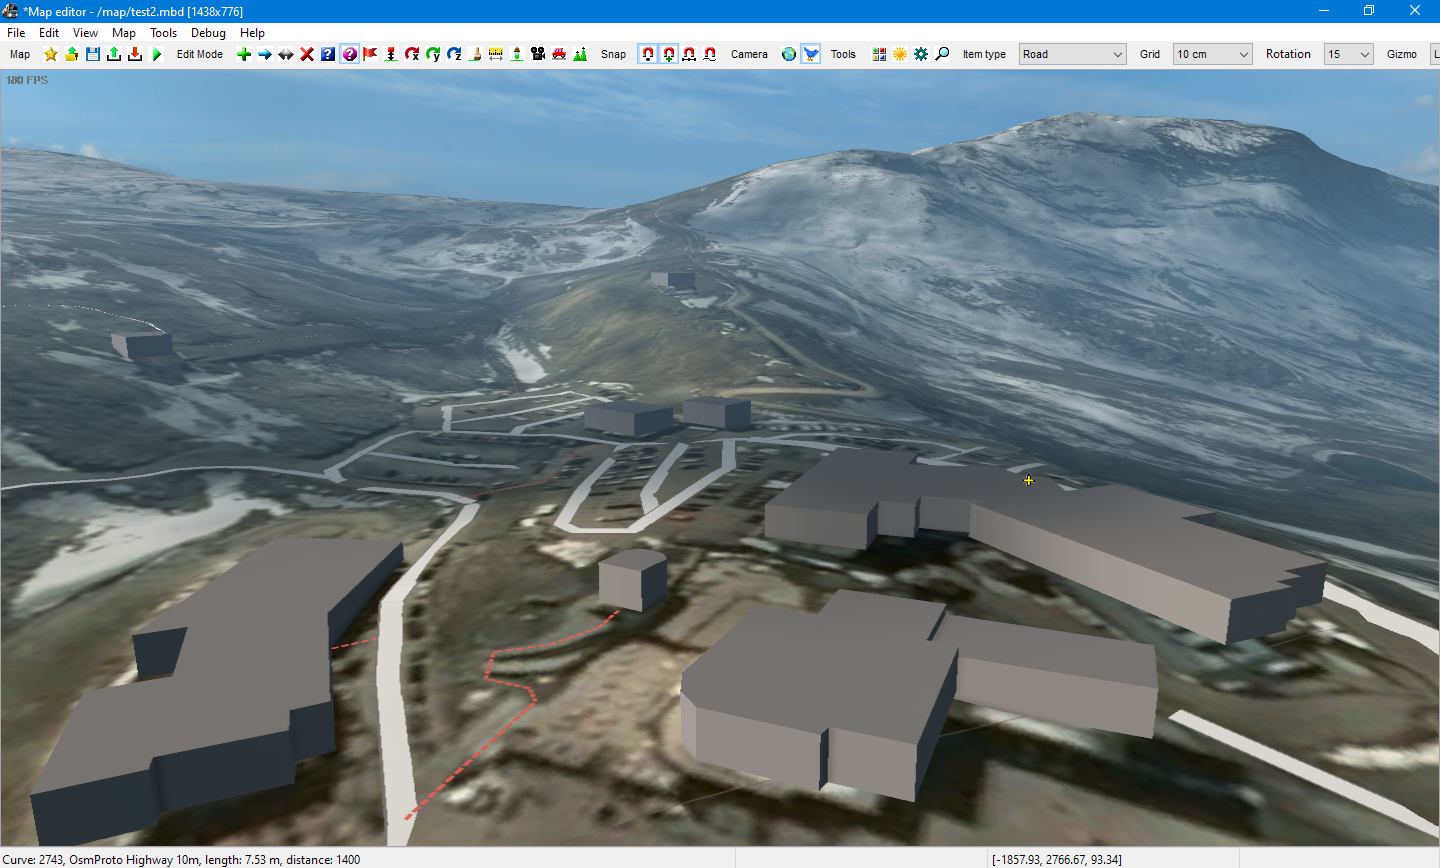 *Map editor - /map/test2.mbd [1438x776]
File Edit View Map Tools Debug Help
Map Edit Mode Snap Camera Tools Item type Road Grid 10 cm Rotation 15 Gizmo L
180 FPS
Curve: 2743, OsmProto Highway 10m, length: 7.53 m, distance: 1400 [-1857.93, 2766.67, 93.34]